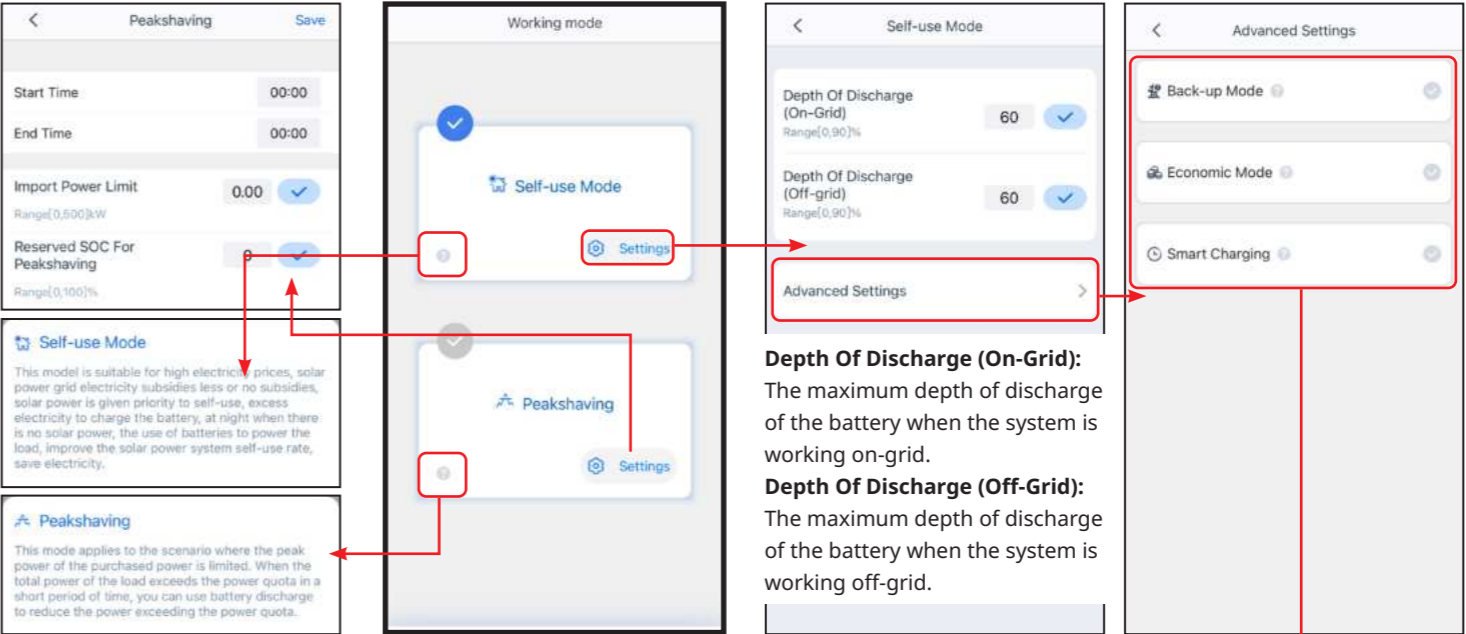 Peakshaving
Save
Start Time
00:00
End Time
00:00
Import Power Limit
0.00
Range[0,500]kW
Reserved SOC For
Peakshaving
0
Range[0,100]%
Self-use Mode
This model is suitable for high electricity prices, solar
power grid electricity subsidies less or no subsidies,
solar power is given priority to self-use, excess
electricity to charge the battery, at night when there
is no solar power, the use of batteries to power the
load, improve the solar power system self-use rate,
save electricity.
Peakshaving
This mode applies to the scenario where the peak
power of the purchased power is limited. When the
total power of the load exceeds the power quota in a
short period of time, you can use battery discharge
to reduce the power exceeding the power quota.
Working mode
Self-use Mode
Settings
Peakshaving
Settings
Self-use Mode
Depth Of Discharge
(On-Grid)
60
Range[0,90]%
Depth Of Discharge
(Off-grid)
60
Range[0,90]%
Advanced Settings
Depth Of Discharge (On-Grid):
The maximum depth of discharge
of the battery when the system is
working on-grid.
Depth Of Discharge (Off-Grid):
The maximum depth of discharge
of the battery when the system is
working off-grid.
Advanced Settings
Back-up Mode
Economic Mode
Smart Charging